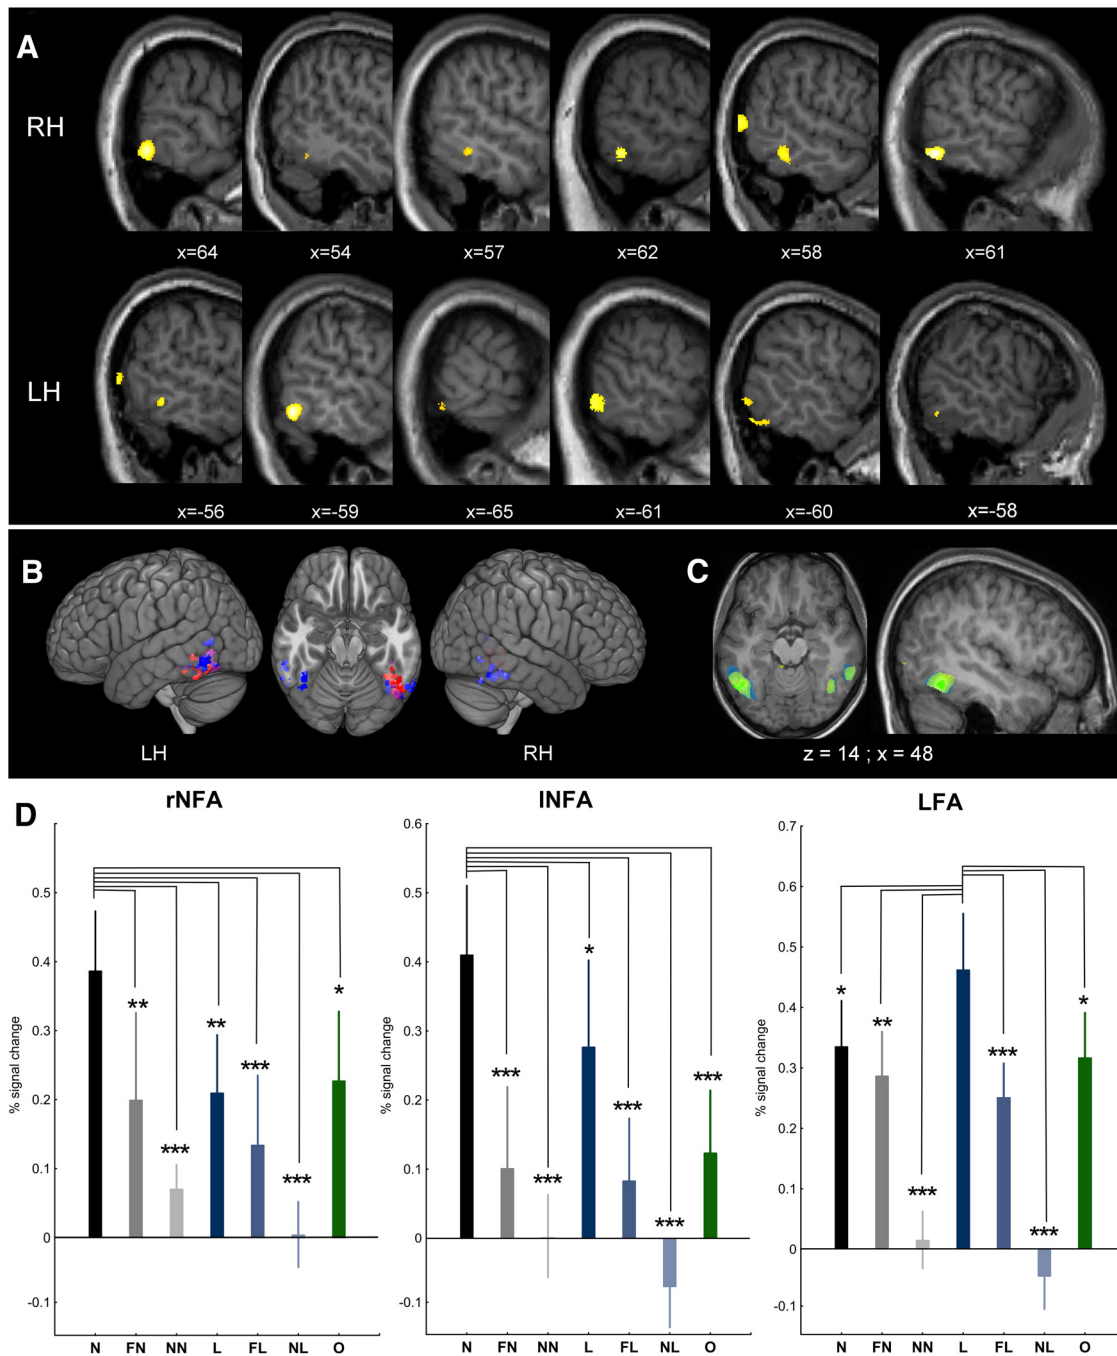 A
RH
x=64 x=54 x=57 x=62 x=58 x=61
LH
x=-56 x=-59 x=-65 x=-61 x=-60 x=-58
B
LH RH
C
z = 14 ; x = 48
D
rNFA
% signal change
0.5
0.4
0.3
0.2
0.1
0
-0.1
** *** ** *** *** *
N FN NN L FL NL O
lNFA
% signal change
0.6
0.5
0.4
0.3
0.2
0.1
0
-0.1
*** *** * *** *** ***
N FN NN L FL NL O
LFA
% signal change
0.7
0.6
0.5
0.4
0.3
0.2
0.1
0
-0.1
* ** *** *** *** *
N FN NN L FL NL O